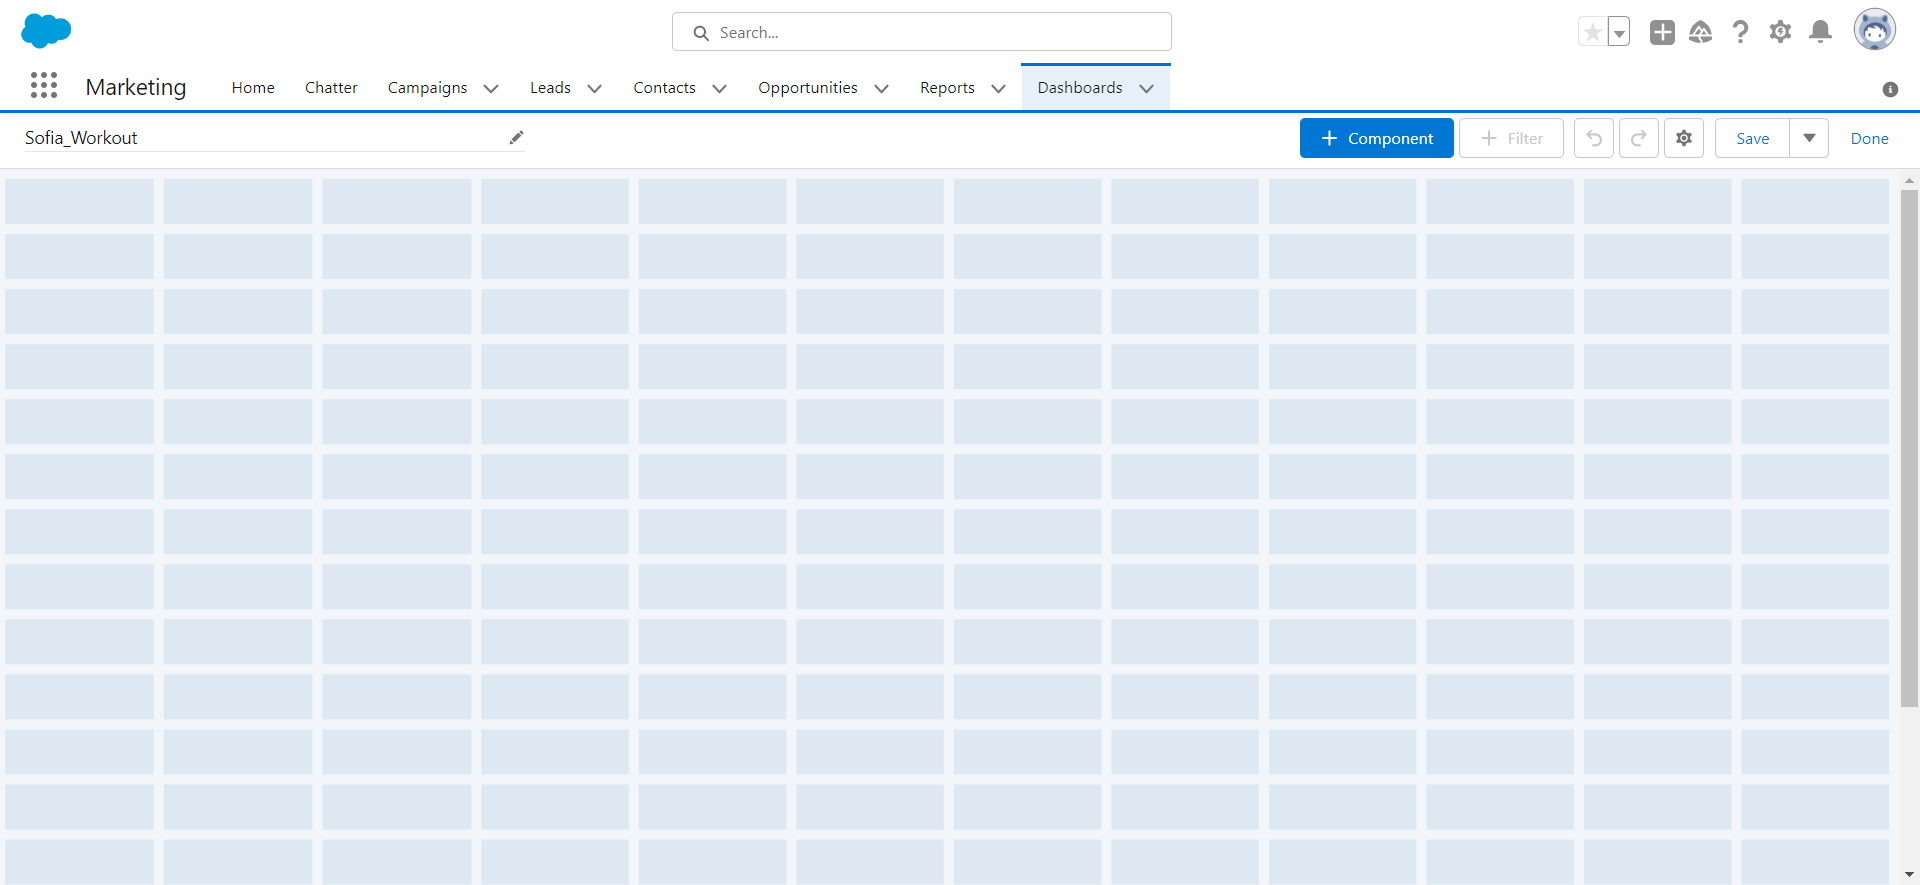 Search...
Marketing
Home
Chatter
Campaigns
Leads
Contacts
Opportunities
Reports
Dashboards
Sofia_Workout
Component
Filter
Save
Done